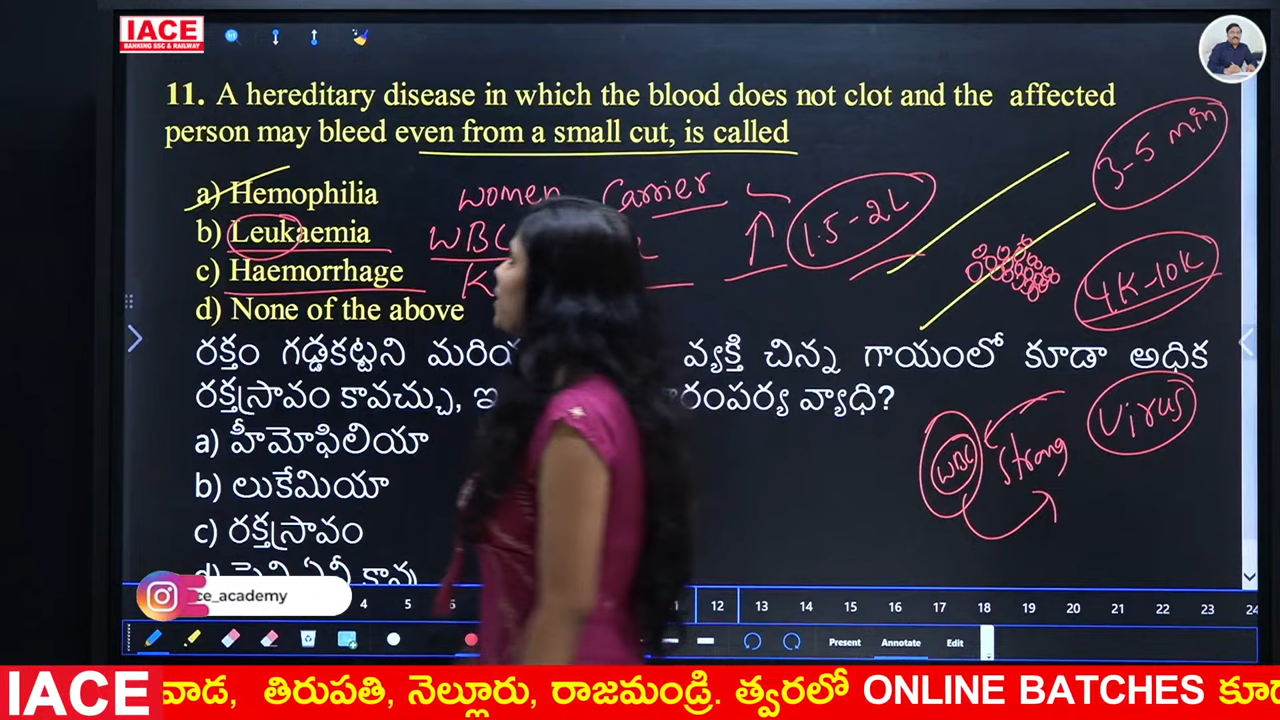 IACE
BANKING SSC & RAILWAY
11. A hereditary disease in which the blood does not clot and the affected
person may bleed even from a small cut, is called
3-5 min
a) Hemophilia
women Carrier
1.5-2L
b) Leukaemia
WBC
c) Haemorrhage
4K-10K
d) None of the above
రక్తం గడ్డకట్టని వ్యక్తి చిన్న గాయంలో కూడా అధిక
రక్తస్రావం కావచ్చు, వ్యాధి?
Virus
a) హీమోఫిలియా
WBC
Strong
b) లుకేమియా
c) రక్తస్రావం
ce_academy
4 5 12 13 14 15 16 17 18 19 20 21 22 23 24
Present Annotate Edit
IACE వాడ, తిరుపతి, నెల్లూరు, రాజమండ్రి. త్వరలో ONLINE BATCHES